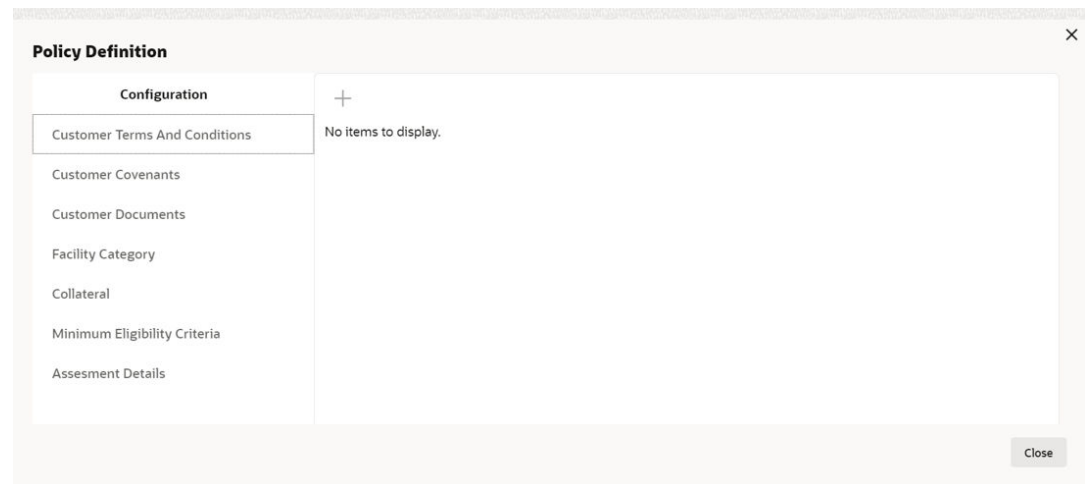 Policy Definition
Configuration
Customer Terms And Conditions
No items to display.
Customer Covenants
Customer Documents
Facility Category
Collateral
Minimum Eligibility Criteria
Assesment Details
Close